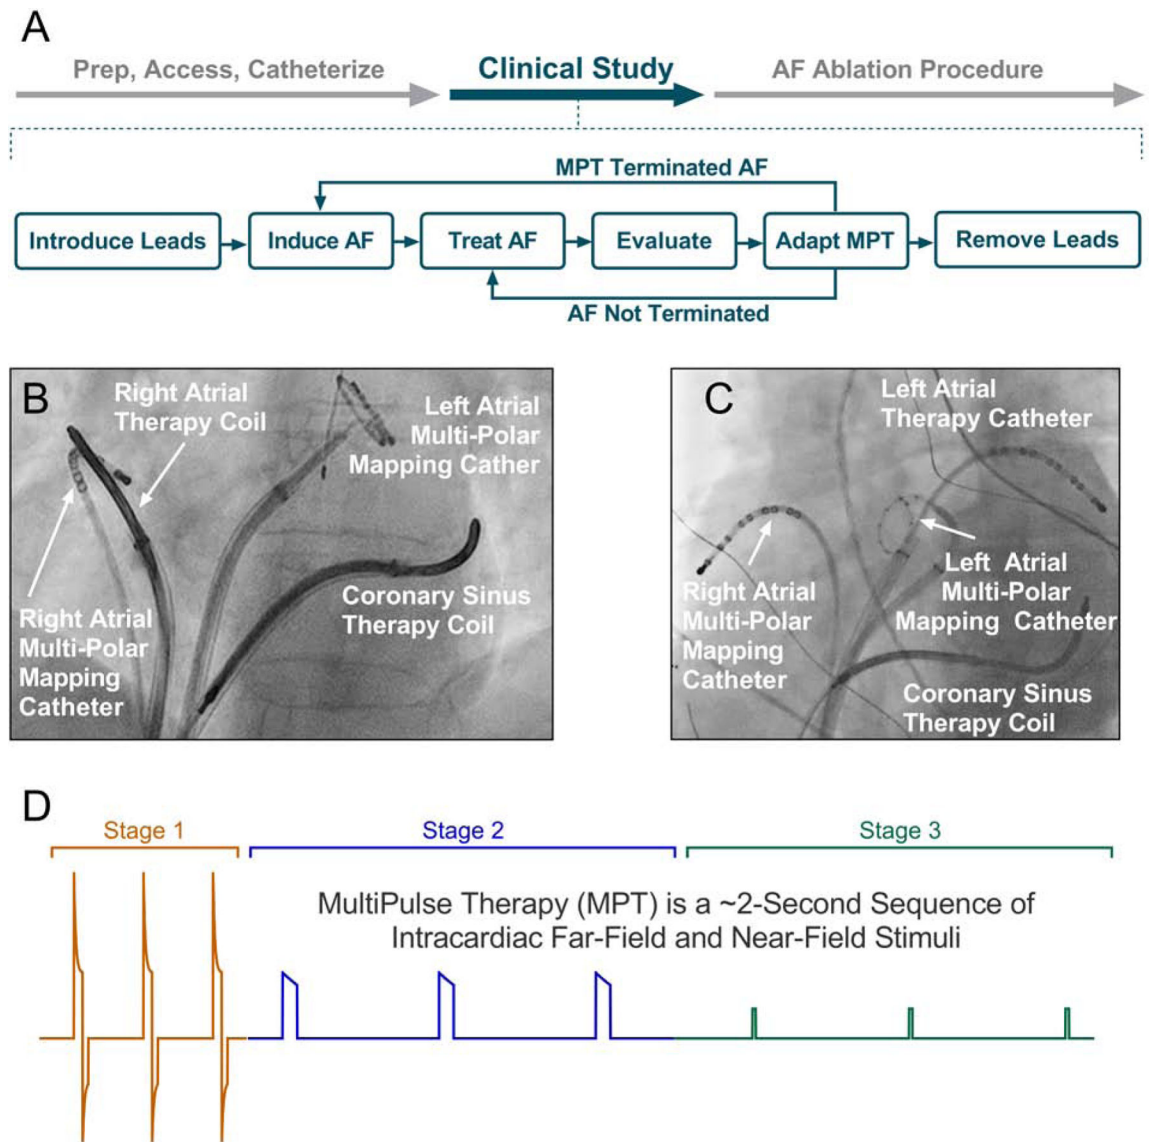 A
Prep, Access, Catheterize
Clinical Study
AF Ablation Procedure
MPT Terminated AF
Introduce Leads
Induce AF
Treat AF
Evaluate
Adapt MPT
Remove Leads
AF Not Terminated
B
Right Atrial
Therapy Coil
Left Atrial
Multi-Polar
Mapping Cather
Coronary Sinus
Therapy Coil
Right Atrial
Multi-Polar
Mapping
Catheter
C
Left Atrial
Therapy Catheter
Right Atrial
Multi-Polar
Mapping
Catheter
Left Atrial
Multi-Polar
Mapping Catheter
Coronary Sinus
Therapy Coil
D
Stage 1
Stage 2
Stage 3
MultiPulse Therapy (MPT) is a ~2-Second Sequence of
Intracardiac Far-Field and Near-Field Stimuli